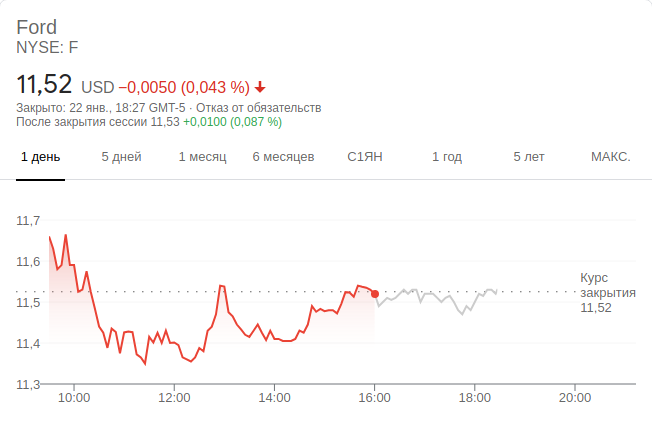 Ford
NYSE: F
11,52 USD −0,0050 (0,043 %)
Закрыто: 22 янв., 18:27 GMT-5 · Отказ от обязательств
После закрытия сессии 11,53 +0,0100 (0,087 %)
1 день 5 дней 1 месяц 6 месяцев С1ЯН 1 год 5 лет МАКС.
11,7
11,6
11,5
11,4
11,3
Курс
закрытия
11,52
10:00 12:00 14:00 16:00 18:00 20:00